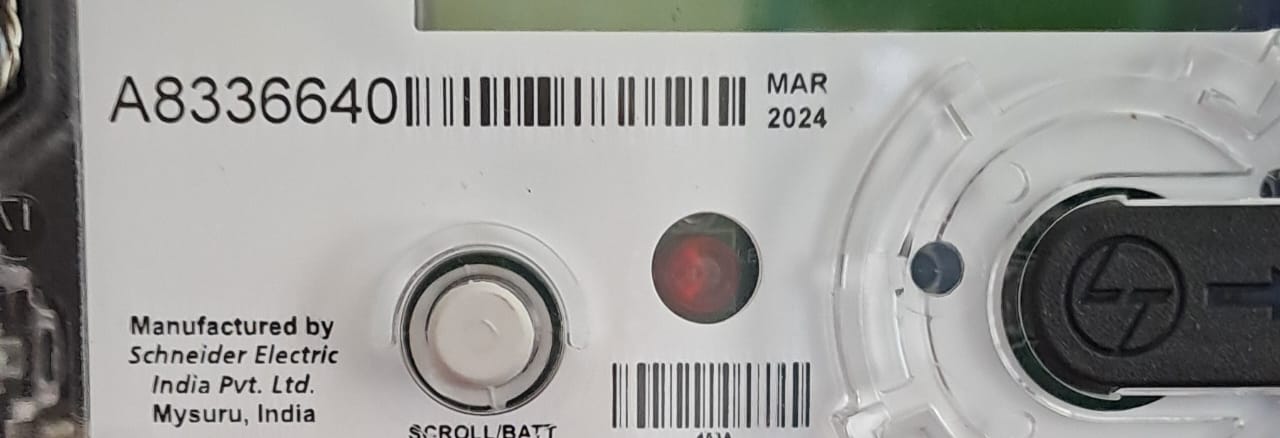 A8336640
MAR
2024
Manufactured by
Schneider Electric
India Pvt. Ltd.
Mysuru, India
SCROLL/BATT